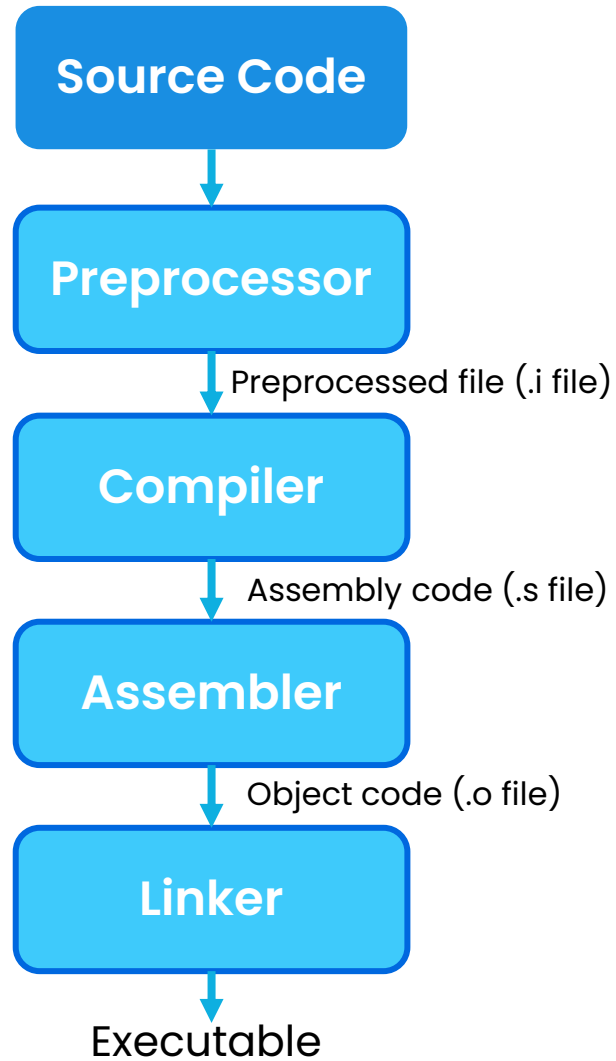 Source Code
Preprocessor
Preprocessed file (.i file)
Compiler
Assembly code (.s file)
Assembler
Object code (.o file)
Linker
Executable